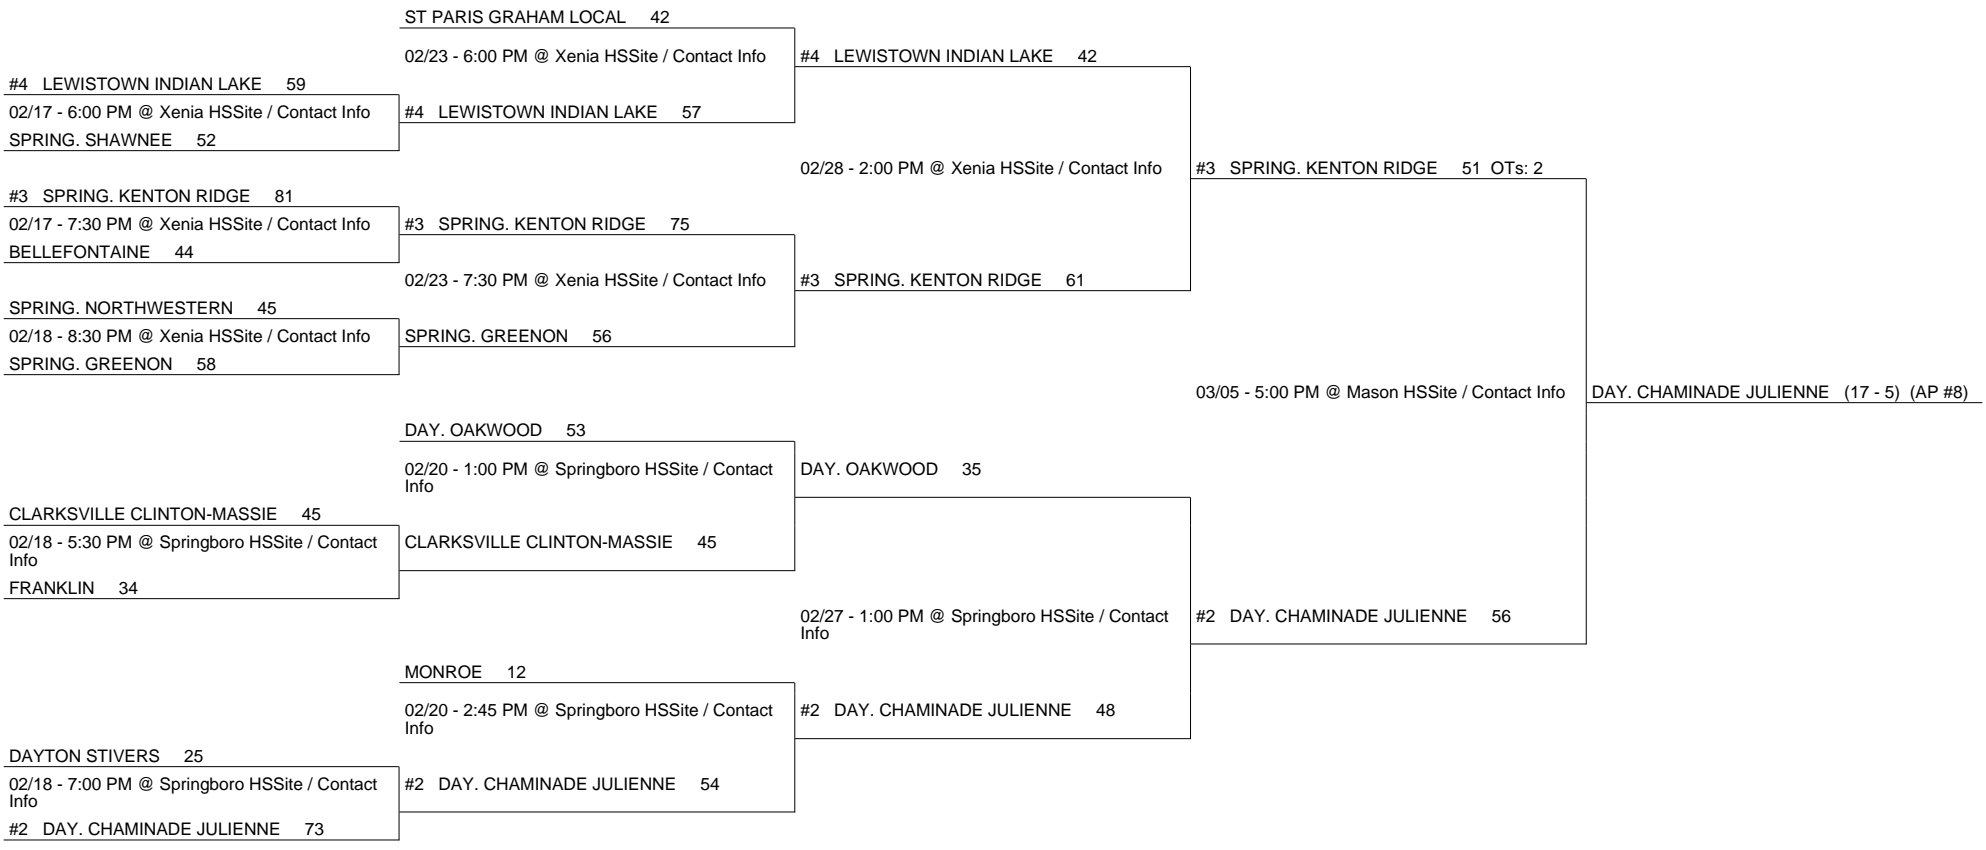 ST PARIS GRAHAM LOCAL 42
02/23 - 6:00 PM @ Xenia HSSite / Contact Info
#4 LEWISTOWN INDIAN LAKE 42
#4 LEWISTOWN INDIAN LAKE 59
02/17 - 6:00 PM @ Xenia HSSite / Contact Info
#4 LEWISTOWN INDIAN LAKE 57
SPRING. SHAWNEE 52
02/28 - 2:00 PM @ Xenia HSSite / Contact Info
#3 SPRING. KENTON RIDGE 51 OTs: 2
#3 SPRING. KENTON RIDGE 81
02/17 - 7:30 PM @ Xenia HSSite / Contact Info
#3 SPRING. KENTON RIDGE 75
BELLEFONTAINE 44
02/23 - 7:30 PM @ Xenia HSSite / Contact Info
#3 SPRING. KENTON RIDGE 61
SPRING. NORTHWESTERN 45
02/18 - 8:30 PM @ Xenia HSSite / Contact Info
SPRING. GREENON 56
SPRING. GREENON 58
03/05 - 5:00 PM @ Mason HSSite / Contact Info
DAY. CHAMINADE JULIENNE (17 - 5) (AP #8)
DAY. OAKWOOD 53
02/20 - 1:00 PM @ Springboro HSSite / Contact
Info
DAY. OAKWOOD 35
CLARKSVILLE CLINTON-MASSIE 45
02/18 - 5:30 PM @ Springboro HSSite / Contact
Info
CLARKSVILLE CLINTON-MASSIE 45
FRANKLIN 34
02/27 - 1:00 PM @ Springboro HSSite / Contact
Info
#2 DAY. CHAMINADE JULIENNE 56
MONROE 12
02/20 - 2:45 PM @ Springboro HSSite / Contact
Info
#2 DAY. CHAMINADE JULIENNE 48
DAYTON STIVERS 25
02/18 - 7:00 PM @ Springboro HSSite / Contact
Info
#2 DAY. CHAMINADE JULIENNE 54
#2 DAY. CHAMINADE JULIENNE 73